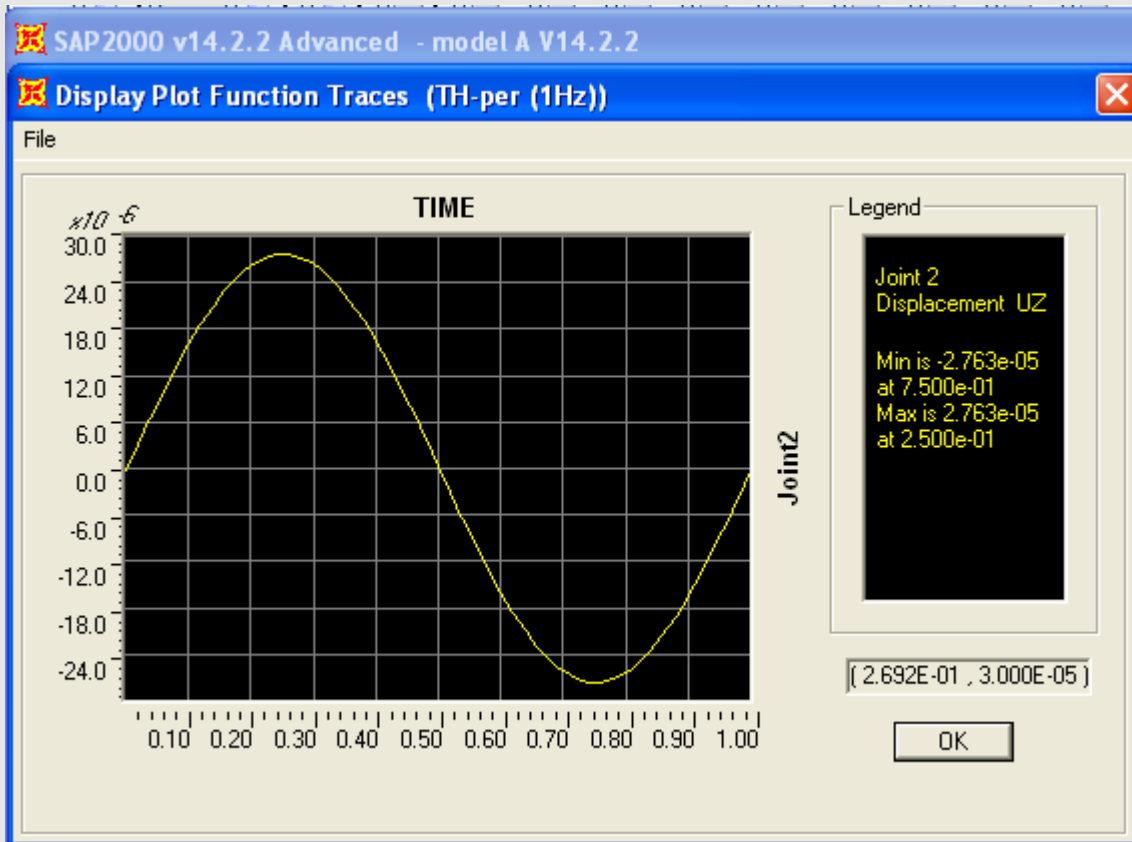 SAP2000 v14.2.2 Advanced - model A V14.2.2
Display Plot Function Traces (TH-per (1Hz))
File
TIME
x10 -6
30.0
24.0
18.0
12.0
6.0
0.0
-6.0
-12.0
-18.0
-24.0
0.10 0.20 0.30 0.40 0.50 0.60 0.70 0.80 0.90 1.00
Joint2
Legend
Joint 2
Displacement UZ
Min is -2.763e-05
at 7.500e-01
Max is 2.763e-05
at 2.500e-01
( 2.692E-01 , 3.000E-05 )
OK